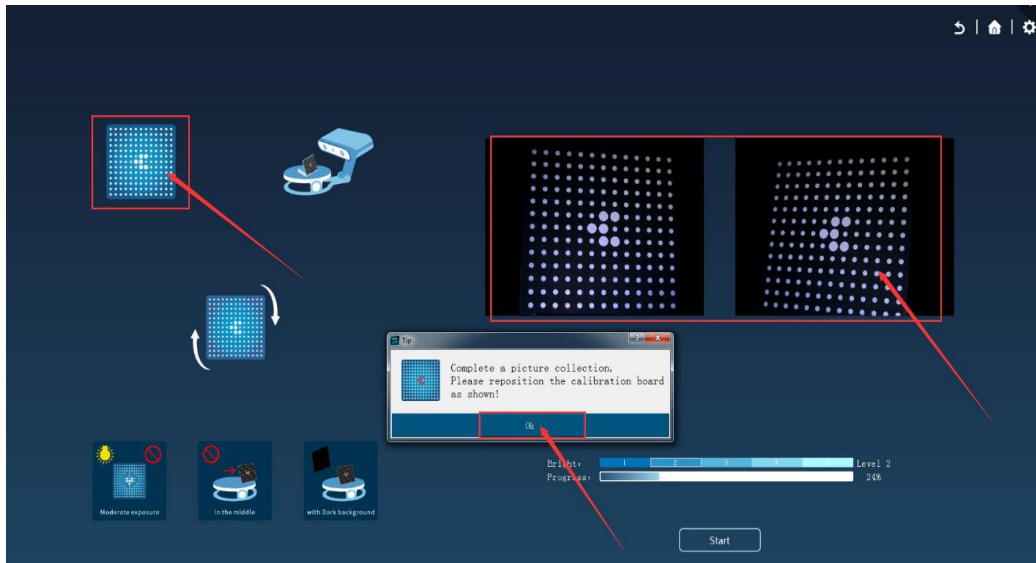 Tip
Complete a picture collection,
Please reposition the calibration board
as shown!
Ok
Bright:
1 2 3 4
Level 2
Progress:
24%
Moderate exposure
In the middle
with Dark background
Start